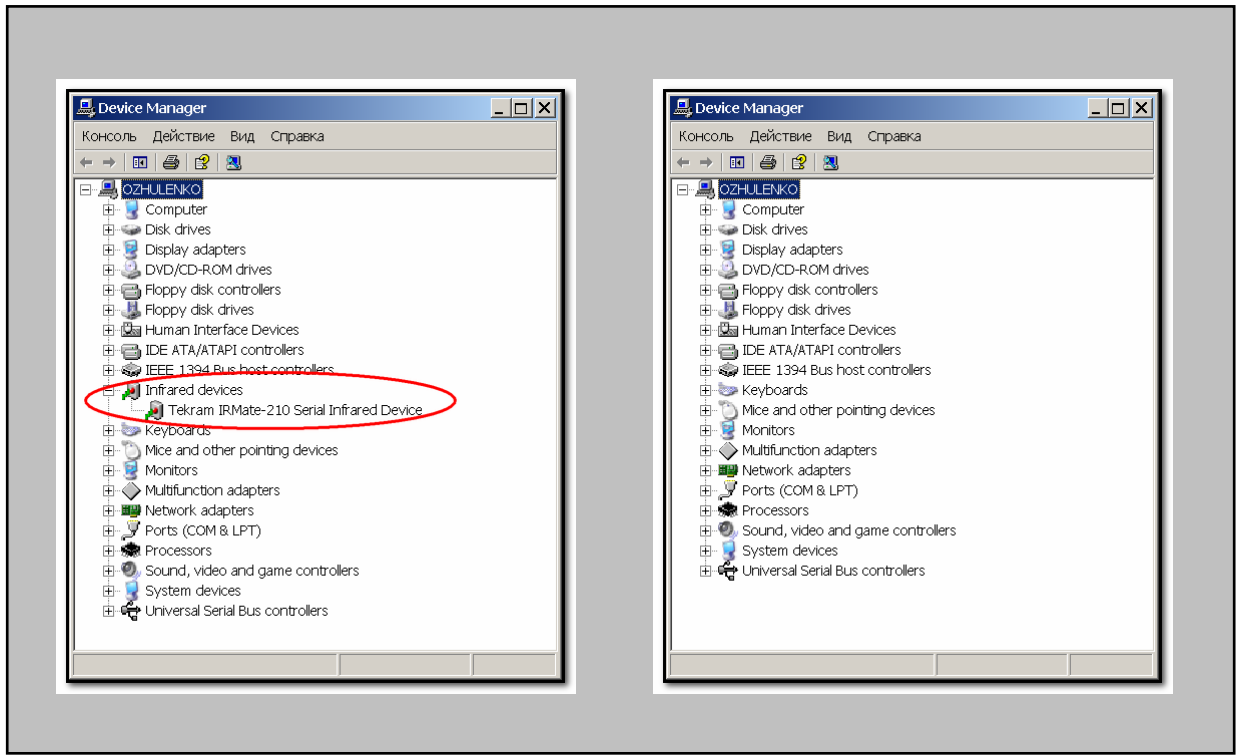 Device Manager
Консоль Действие Вид Справка
OZHULENKO
Computer
Disk drives
Display adapters
DVD/CD-ROM drives
Floppy disk controllers
Floppy disk drives
Human Interface Devices
IDE ATA/ATAPI controllers
IEEE 1394 Bus host controllers
Infrared devices
Tekram IRMate-210 Serial Infrared Device
Keyboards
Mice and other pointing devices
Monitors
Multifunction adapters
Network adapters
Ports (COM & LPT)
Processors
Sound, video and game controllers
System devices
Universal Serial Bus controllers
Device Manager
Консоль Действие Вид Справка
OZHULENKO
Computer
Disk drives
Display adapters
DVD/CD-ROM drives
Floppy disk controllers
Floppy disk drives
Human Interface Devices
IDE ATA/ATAPI controllers
IEEE 1394 Bus host controllers
Keyboards
Mice and other pointing devices
Monitors
Multifunction adapters
Network adapters
Ports (COM & LPT)
Processors
Sound, video and game controllers
System devices
Universal Serial Bus controllers